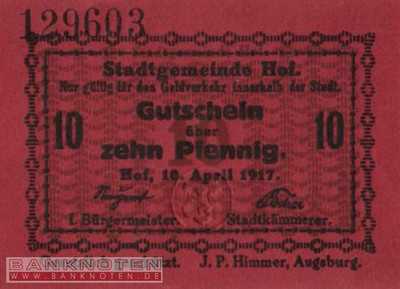 129603
Stadtgemeinde Hof.
Nur gültig für den Geldverkehr innerhalb der Stadt.
Gutschein
über
10 zehn Pfennig. 10
Hof, 10. April 1917.
I. Bürgermeister. Stadtkämmerer.
J. P. Himmer, Augsburg.
BANKNOTEN
WWW.BANKNOTEN.DE